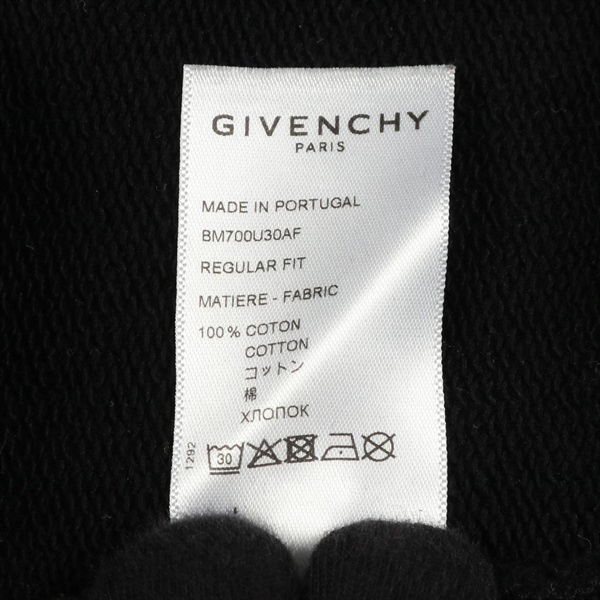 GIVENCHY
PARIS
MADE IN PORTUGAL
BM700U30AF
REGULAR FIT
MATIERE - FABRIC
100% COTON
COTTON
コットン
棉
ХЛОПОК
1292
30